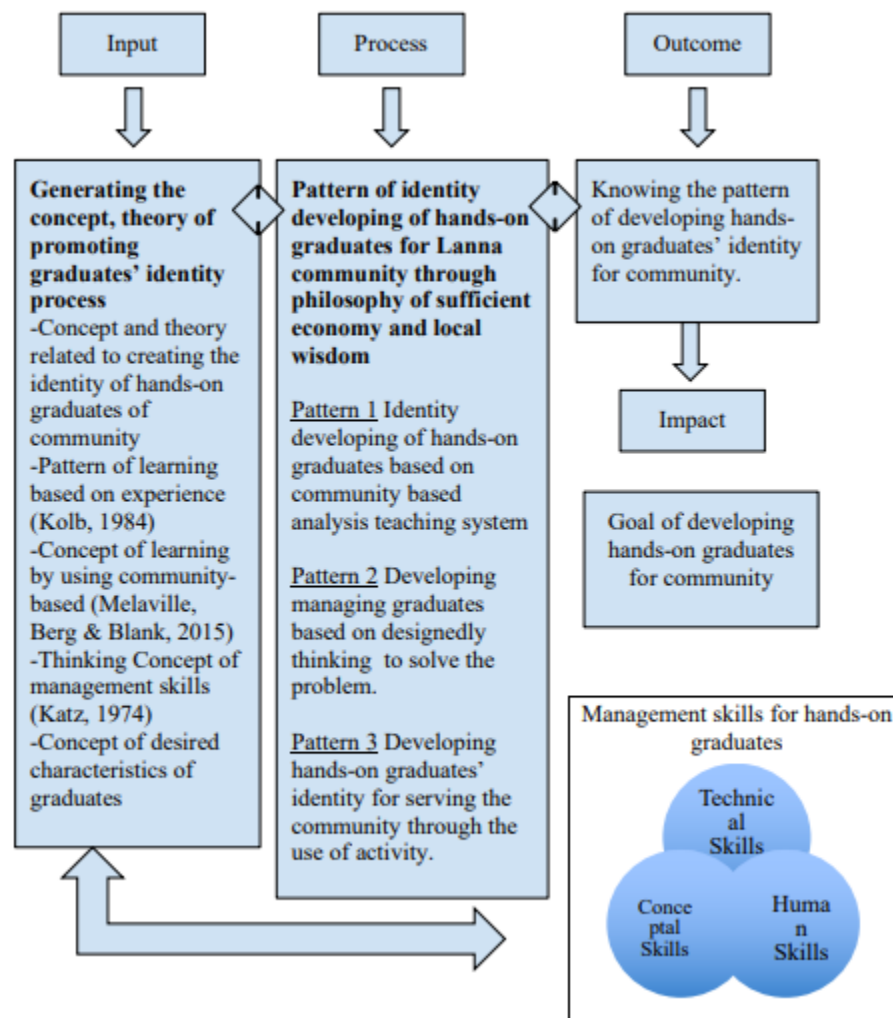 Input
Process
Outcome
Generating the
concept, theory of
promoting
graduates’ identity
process
-Concept and theory
related to creating the
identity of hands-on
graduates of
community
-Pattern of learning
based on experience
(Kolb, 1984)
-Concept of learning
by using community-
based (Melaville,
Berg & Blank, 2015)
-Thinking Concept of
management skills
(Katz, 1974)
-Concept of desired
characteristics of
graduates
Pattern of identity
developing of hands-on
graduates for Lanna
community through
philosophy of sufficient
economy and local
wisdom
Pattern 1 Identity
developing of hands-on
graduates based on
community based
analysis teaching system
Pattern 2 Developing
managing graduates
based on designedly
thinking to solve the
problem.
Pattern 3 Developing
hands-on graduates’
identity for serving the
community through the
use of activity.
Knowing the pattern
of developing hands-
on graduates’ identity
for community.
Impact
Goal of developing
hands-on graduates
for community
Management skills for hands-on
graduates
Technic
al
Skills
Conce
ptal
Skills
Huma
n
Skills